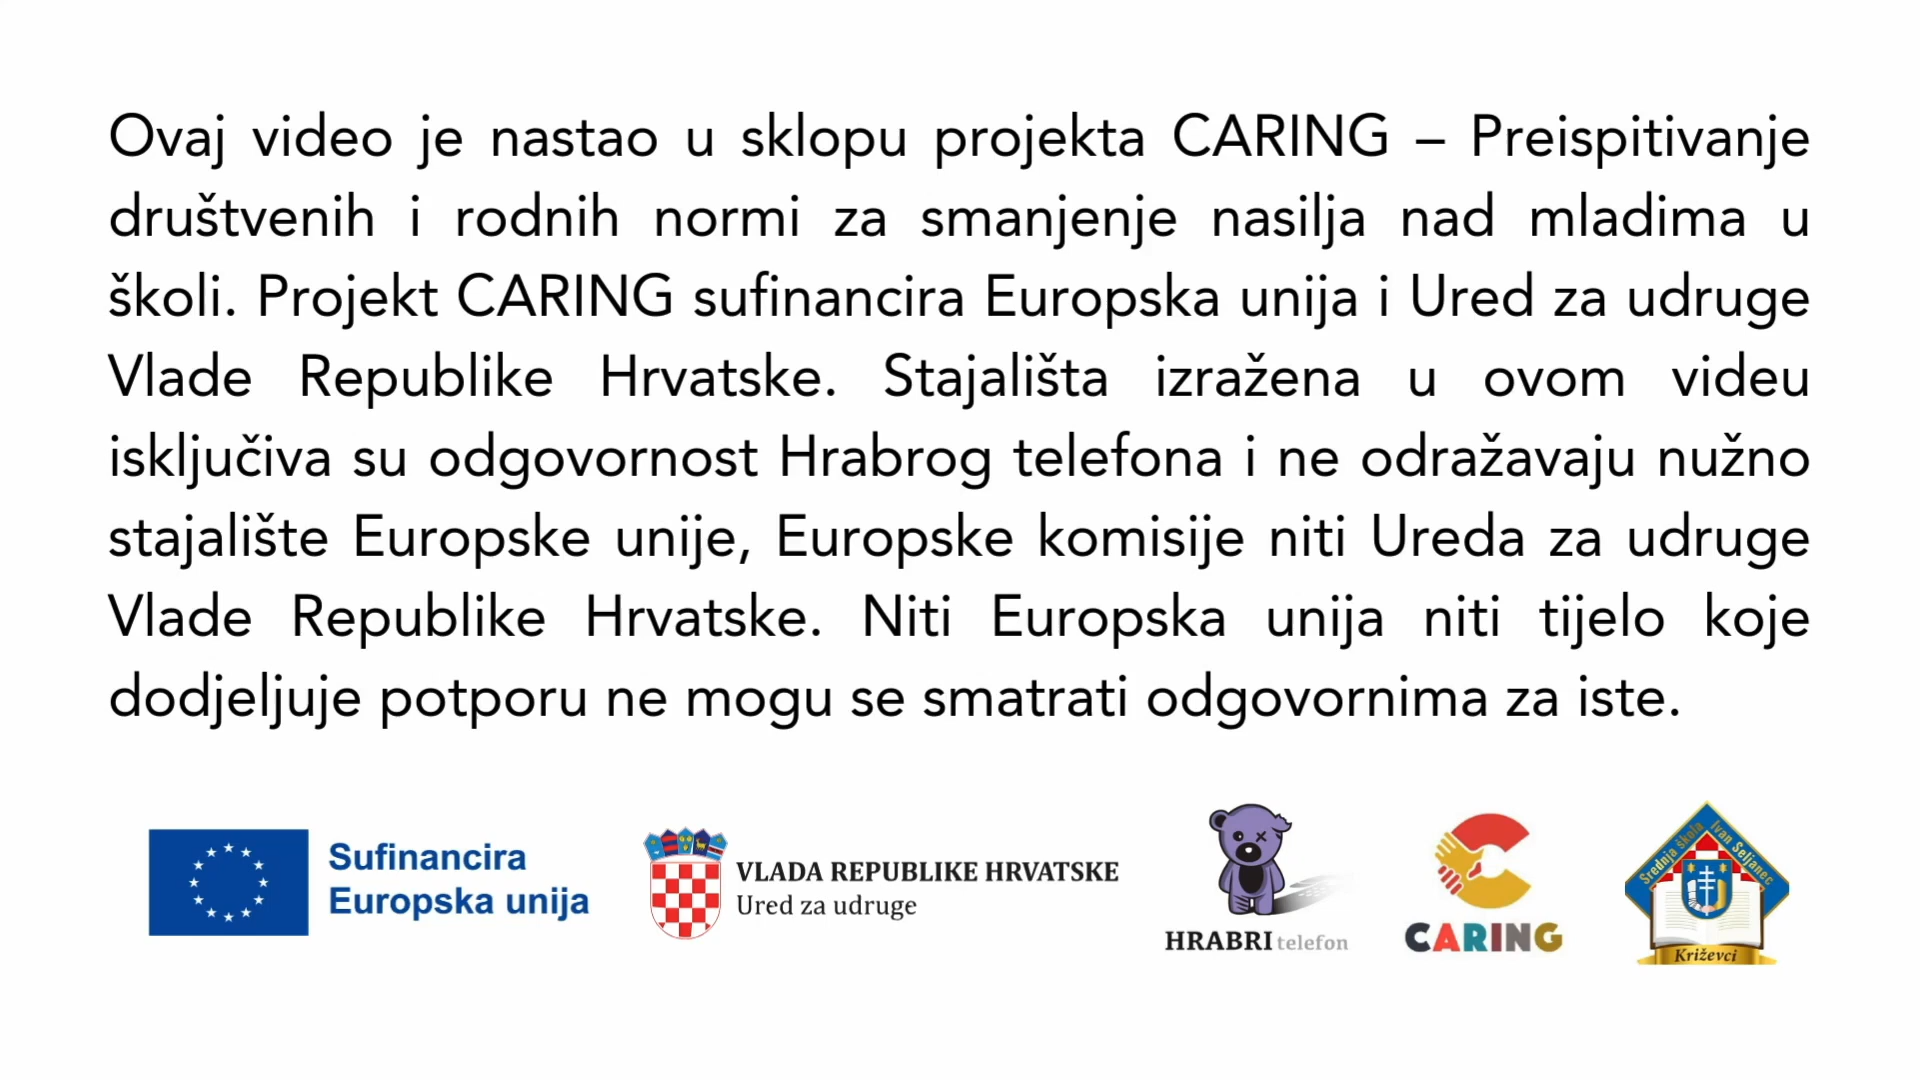 Ovaj video je nastao u sklopu projekta CARING – Preispitivanje
društvenih i rodnih normi za smanjenje nasilja nad mladima u
školi. Projekt CARING sufinancira Europska unija i Ured za udruge
Vlade Republike Hrvatske. Stajališta izražena u ovom videu
isključiva su odgovornost Hrabrog telefona i ne odražavaju nužno
stajalište Europske unije, Europske komisije niti Ureda za udruge
Vlade Republike Hrvatske. Niti Europska unija niti tijelo koje
dodjeljuje potporu ne mogu se smatrati odgovornima za iste.
Sufinancira
Europska unija
VLADA REPUBLIKE HRVATSKE
Ured za udruge
HRABRI telefon
CARING
Srednja škola Ivan Seljanec
Križevci